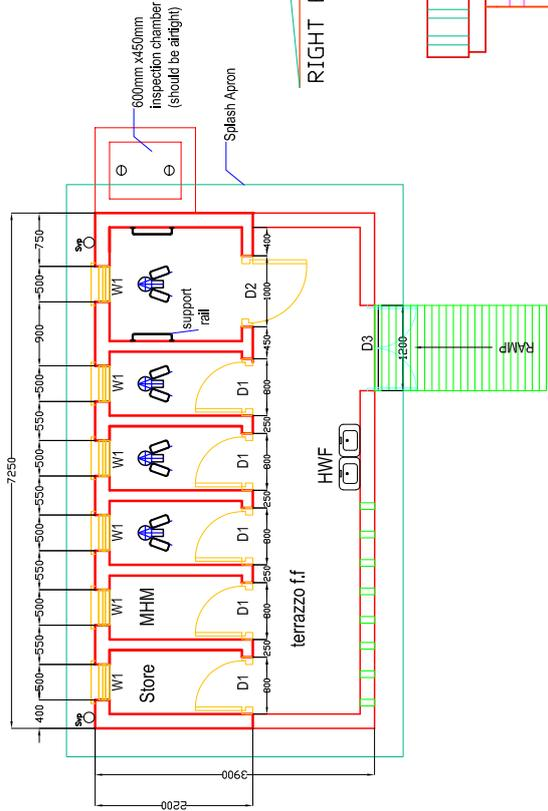 7250
400
500
550
500
550
500
550
500
550
500
900
500
750
Svp
Svp
W1
W1
W1
W1
W1
W1
600mm x450mm
inspection chamber
(should be airtight)
Store
MHM
support
rail
Splash Apron
D1
D1
D1
D1
D1
D2
800
250
800
250
800
250
800
250
800
450
1000
400
2200
3900
terrazzo f.f
HWF
D3
1200
RAMP
RIGHT